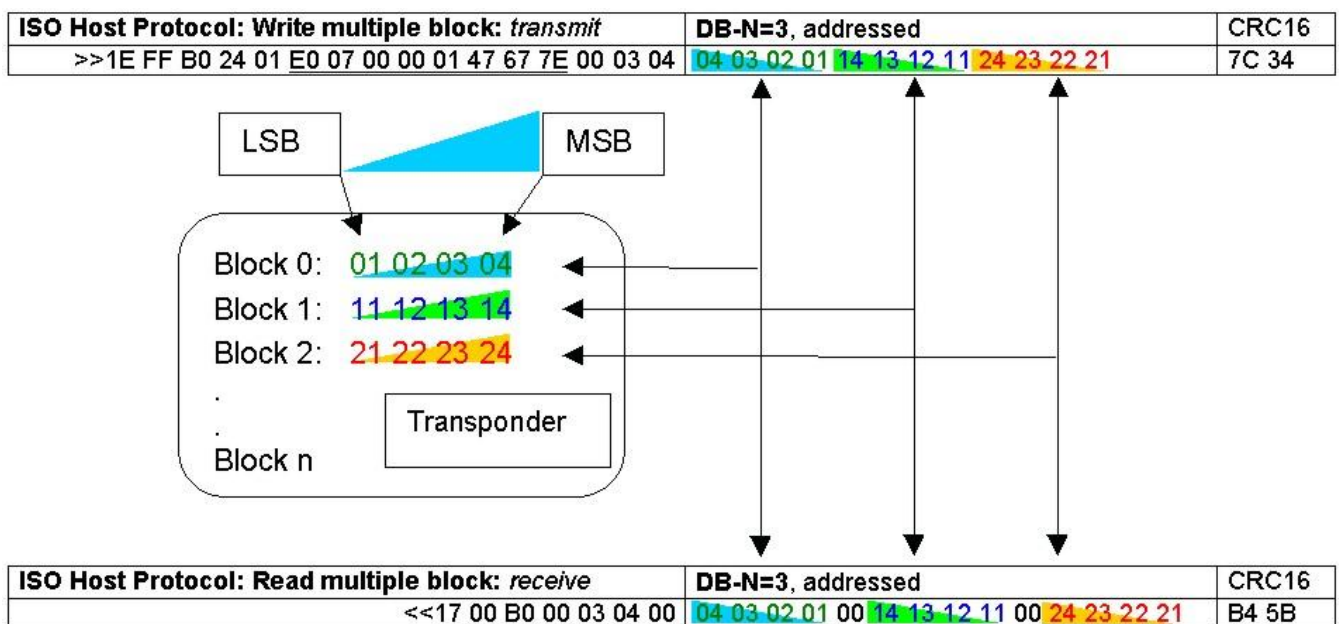 ISO Host Protocol: Write multiple block: transmit DB-N=3, addressed CRC16
>>1E FF B0 24 01 E0 07 00 00 01 47 67 7E 00 03 04 04 03 02 01 14 13 12 11 24 23 22 21 7C 34
LSB MSB
Block 0: 01 02 03 04
Block 1: 11 12 13 14
Block 2: 21 22 23 24
.
.
Transponder
Block n
ISO Host Protocol: Read multiple block: receive DB-N=3, addressed CRC16
<<17 00 B0 00 03 04 00 04 03 02 01 00 14 13 12 11 00 24 23 22 21 B4 5B